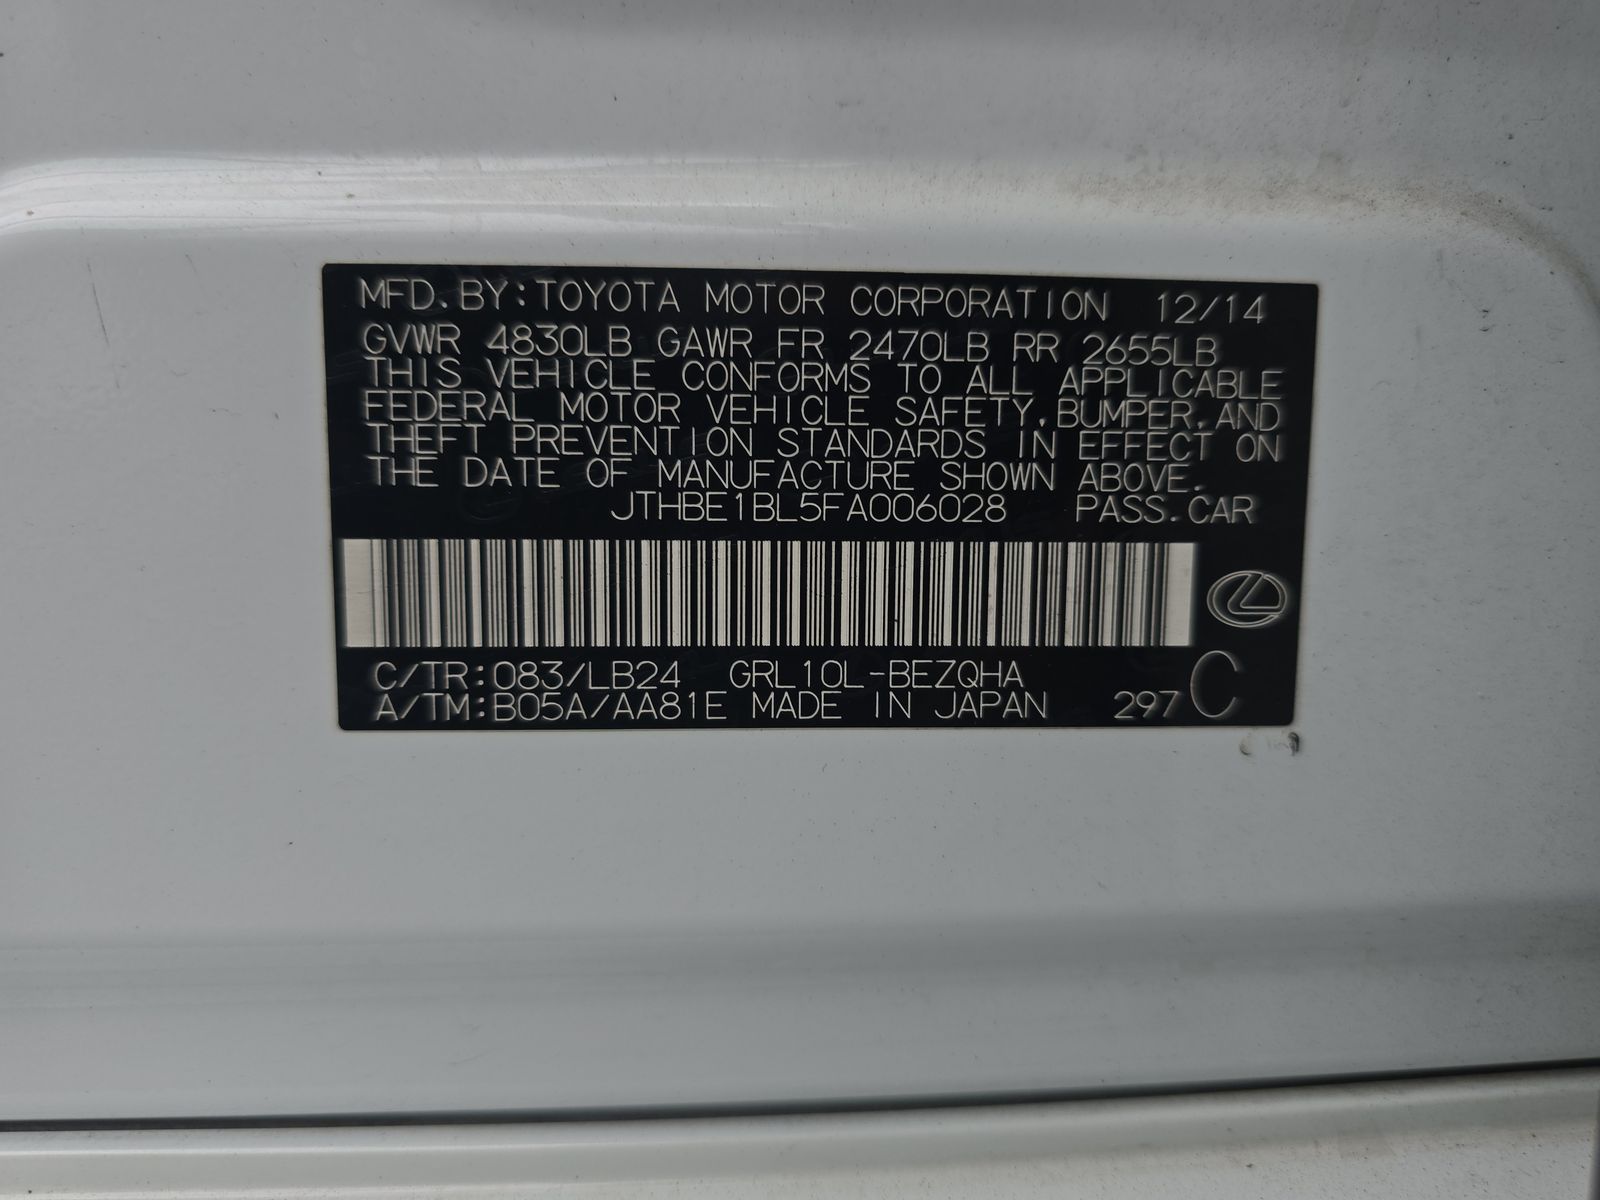 MFD.BY:TOYOTA MOTOR CORPORATION 12/14
GVWR 4830LB GAWR FR 2470LB RR 2655LB
THIS VEHICLE CONFORMS TO ALL APPLICABLE
FEDERAL MOTOR VEHICLE SAFETY,BUMPER,AND
THEFT PREVENTION STANDARDS IN EFFECT ON
THE DATE OF MANUFACTURE SHOWN ABOVE.
JTHBE1BL5FA006028 PASS.CAR
C/TR:083/LB24 GRL10L-BEZQHA
A/TM:B05A/AA81E MADE IN JAPAN 297 C